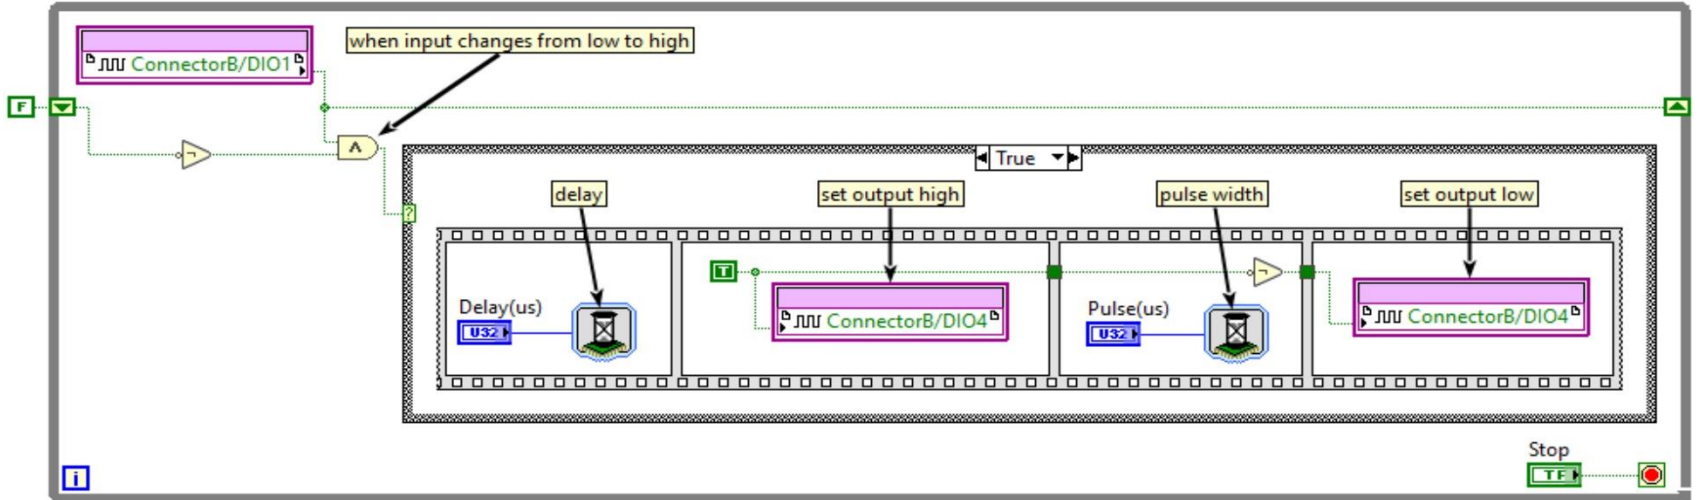 when input changes from low to high
ConnectorB/DIO1
F
True
delay
set output high
pulse width
set output low
?
T
Delay(us)
U32
ConnectorB/DIO4
Pulse(us)
U32
ConnectorB/DIO4
Stop
TF
i